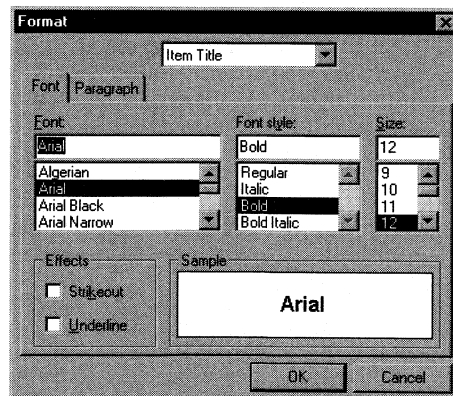 Format
Item Title
Font Paragraph
Font: Font style: Size:
Arial Bold 12
Algerian Regular 9
Arial Italic 10
Arial Black Bold 11
Arial Narrow Bold Italic 12
Effects Sample
Strikeout
Underline
Arial
OK Cancel